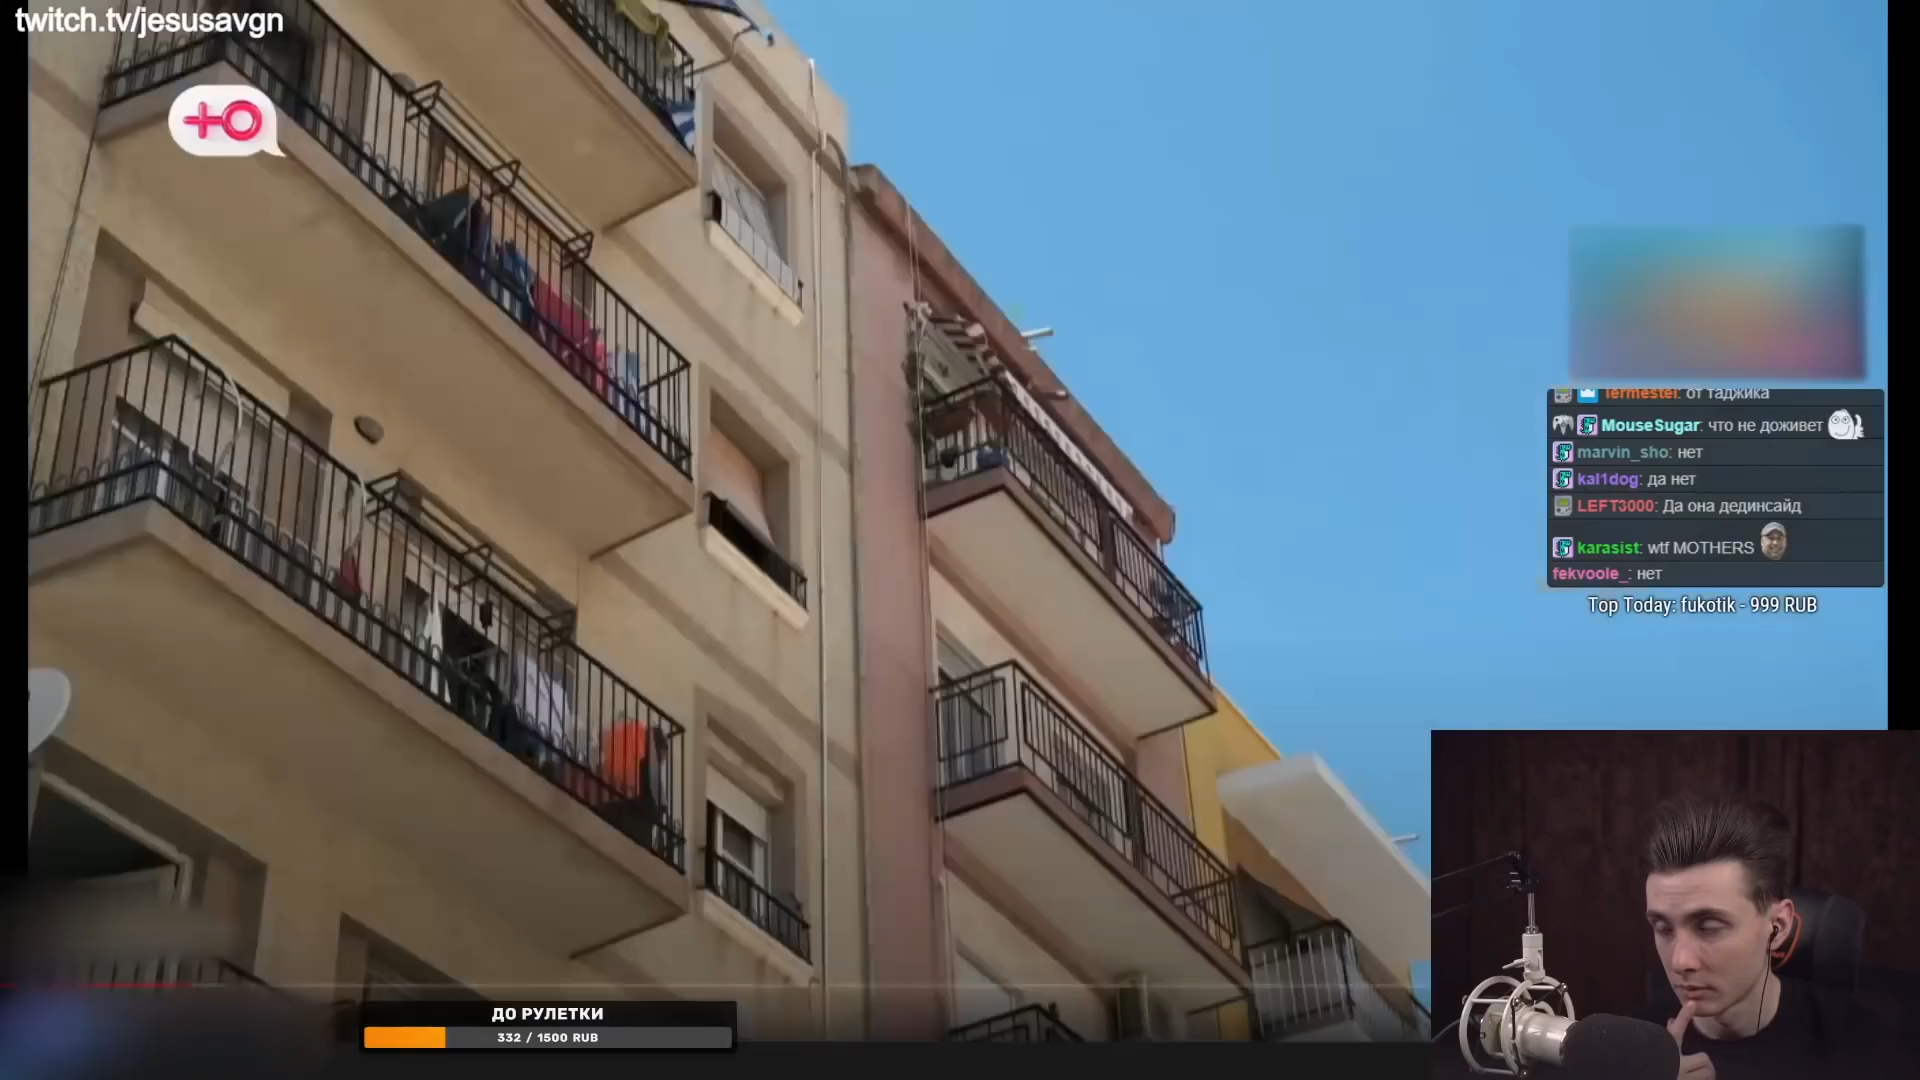 twitch.tv/jesusavgn
Ю
Termestel: от таджика
MouseSugar: что не доживет
marvin_sho: нет
kal1dog: да нет
LEFT3000: Да она дединсайд
karasist: wtf MOTHERS
fekvoole_: нет
Top Today: fukotik - 999 RUB
ДО РУЛЕТКИ
332 / 1500 RUB